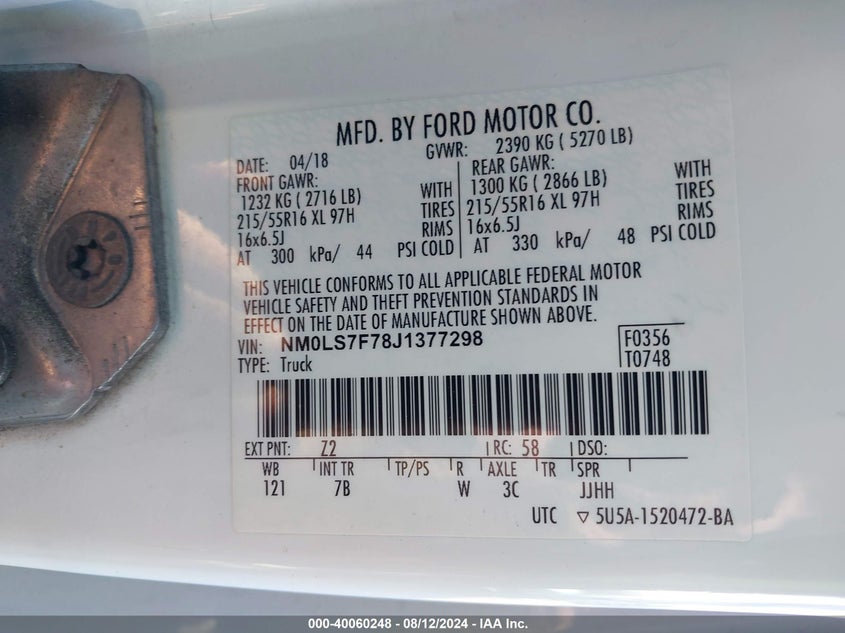 MFD. BY FORD MOTOR CO.
DATE: 04/18 GVWR: 2390 KG ( 5270 LB)
FRONT GAWR: REAR GAWR:
1232 KG ( 2716 LB) WITH 1300 KG ( 2866 LB) WITH
215/55R16 XL 97H TIRES 215/55R16 XL 97H TIRES
16x6.5J RIMS 16x6.5J RIMS
AT 300 kPa/ 44 PSI COLD AT 330 kPa/ 48 PSI COLD
THIS VEHICLE CONFORMS TO ALL APPLICABLE FEDERAL MOTOR
VEHICLE SAFETY AND THEFT PREVENTION STANDARDS IN
EFFECT ON THE DATE OF MANUFACTURE SHOWN ABOVE.
VIN: NM0LS7F78J1377298 F0356
TYPE: Truck T0748
EXT PNT: Z2 RC: 58 DSO:
WB INT TR TP/PS R AXLE TR SPR
121 7B W 3C JJHH
UTC ▽ 5U5A-1520472-BA
000-40060248 - 08/12/2024 - IAA Inc.